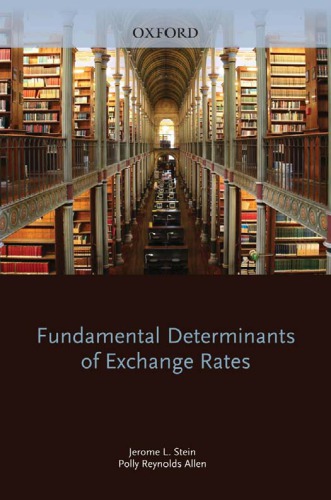 OXFORD
Fundamental Determinants
of Exchange Rates
Jerome L. Stein
Polly Reynolds Allen